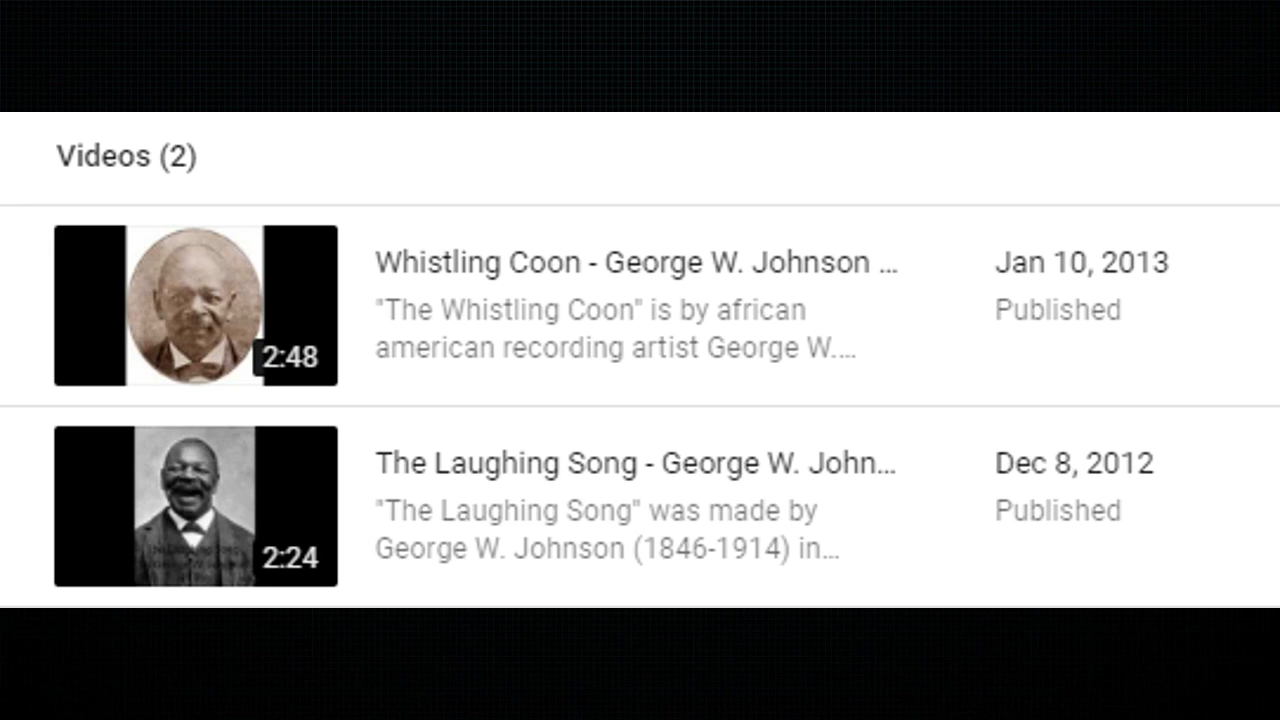 Videos (2)
Whistling Coon - George W. Johnson ...
Jan 10, 2013
"The Whistling Coon" is by african
Published
american recording artist George W....
2:48
The Laughing Song - George W. John...
Dec 8, 2012
"The Laughing Song" was made by
Published
George W. Johnson (1846-1914) in...
2:24